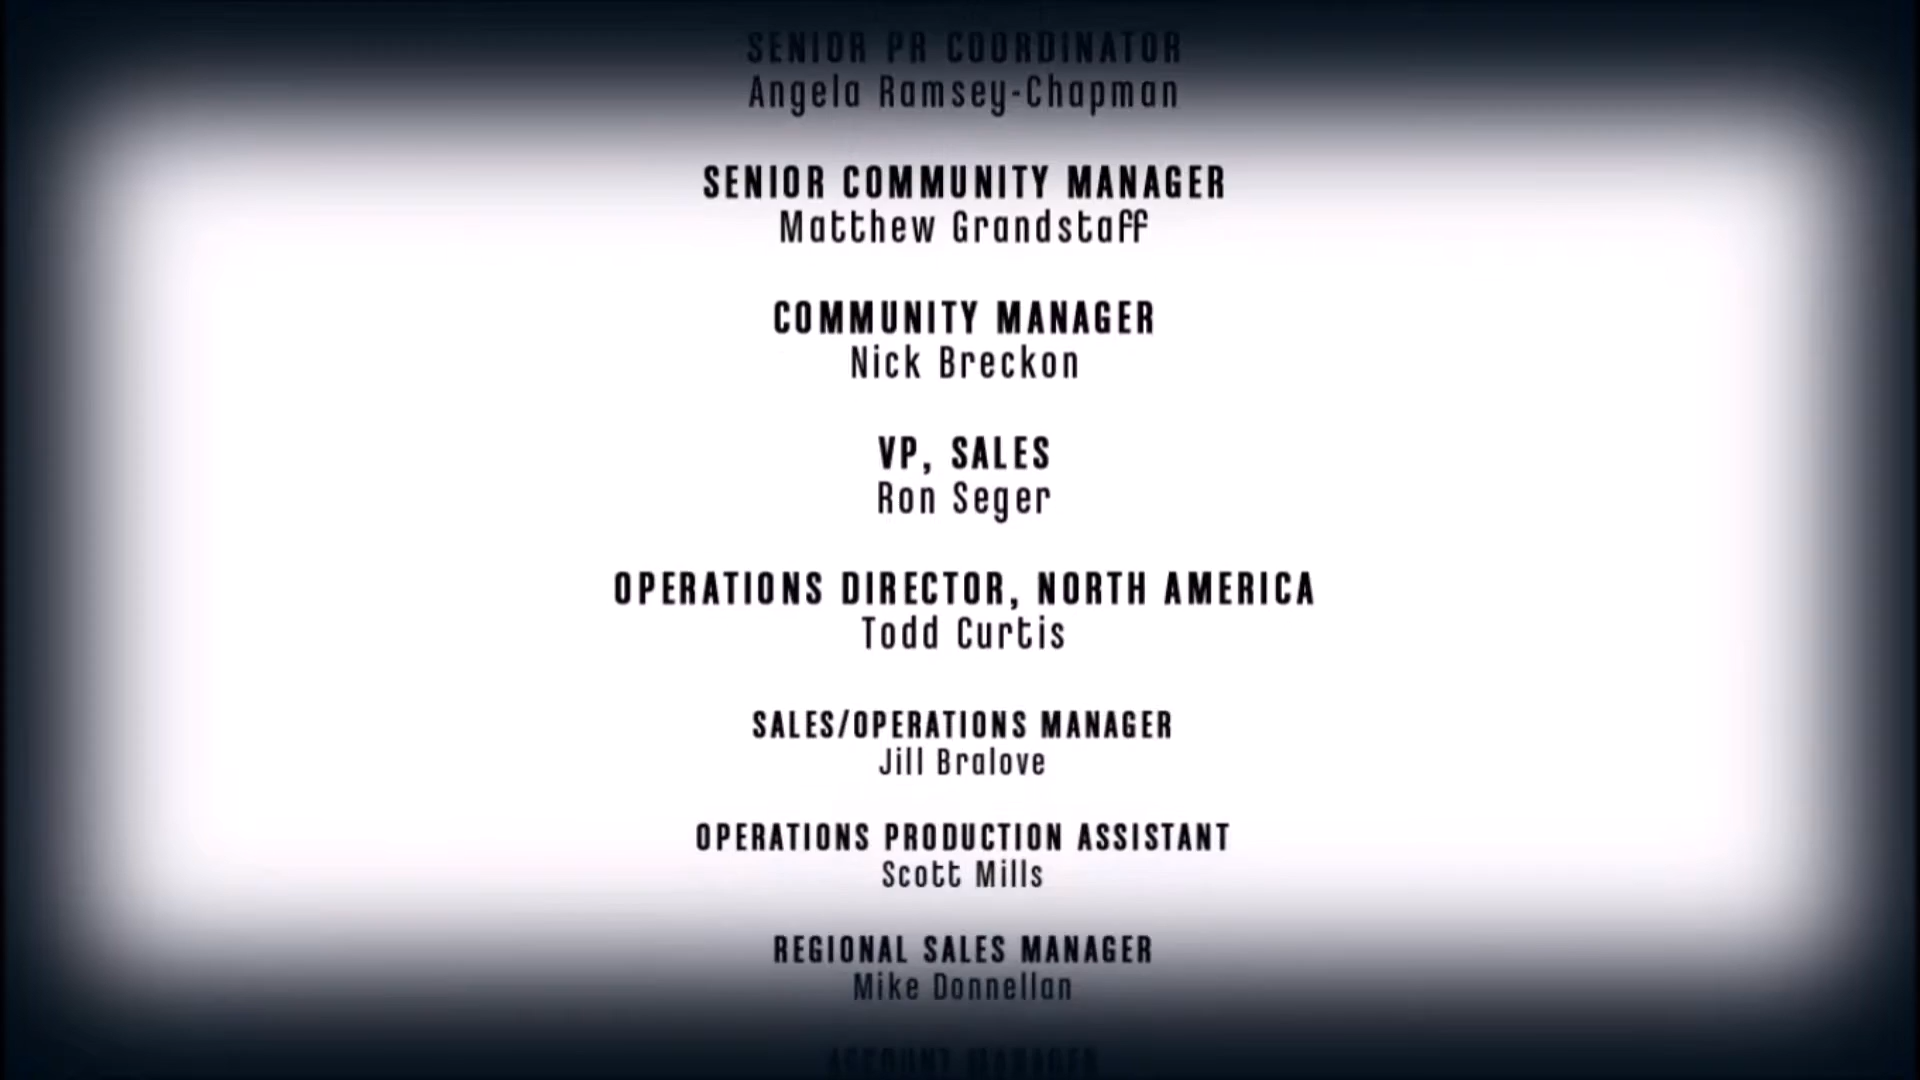 SENIOR PR COORDINATOR
Angela Ramsey-Chapman
SENIOR COMMUNITY MANAGER
Matthew Grandstaff
COMMUNITY MANAGER
Nick Breckon
VP, SALES
Ron Seger
OPERATIONS DIRECTOR, NORTH AMERICA
Todd Curtis
SALES/OPERATIONS MANAGER
Jill Bralove
OPERATIONS PRODUCTION ASSISTANT
Scott Mills
REGIONAL SALES MANAGER
Mike Donnellan
ACCOUNT MANAGER